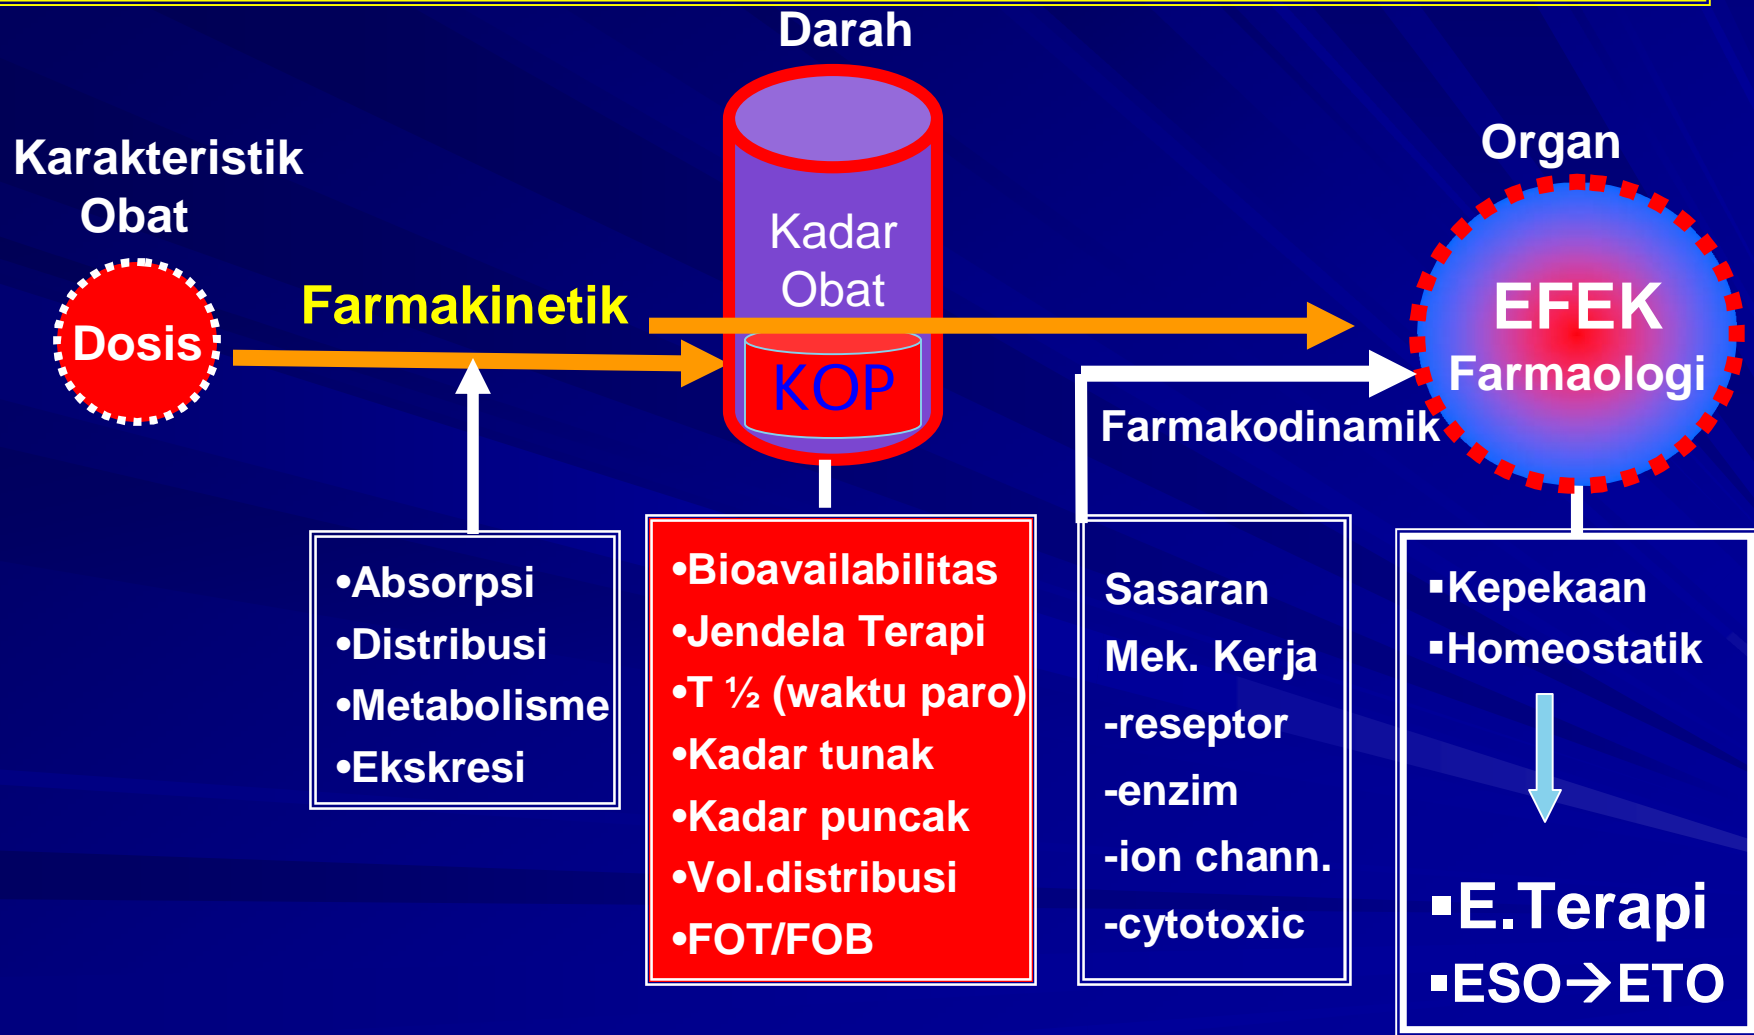 Darah
Karakteristik
Obat
Dosis
Farmakinetik
Kadar
Obat
KOP
Organ
EFEK
Farmaologi
Farmakodinamik
•Absorpsi
•Distribusi
•Metabolisme
•Ekskresi
•Bioavailabilitas
•Jendela Terapi
•T ½ (waktu paro)
•Kadar tunak
•Kadar puncak
•Vol.distribusi
•FOT/FOB
Sasaran
Mek. Kerja
-reseptor
-enzim
-ion chann.
-cytotoxic
▪Kepekaan
▪Homeostatik
▪E.Terapi
▪ESO→ETO